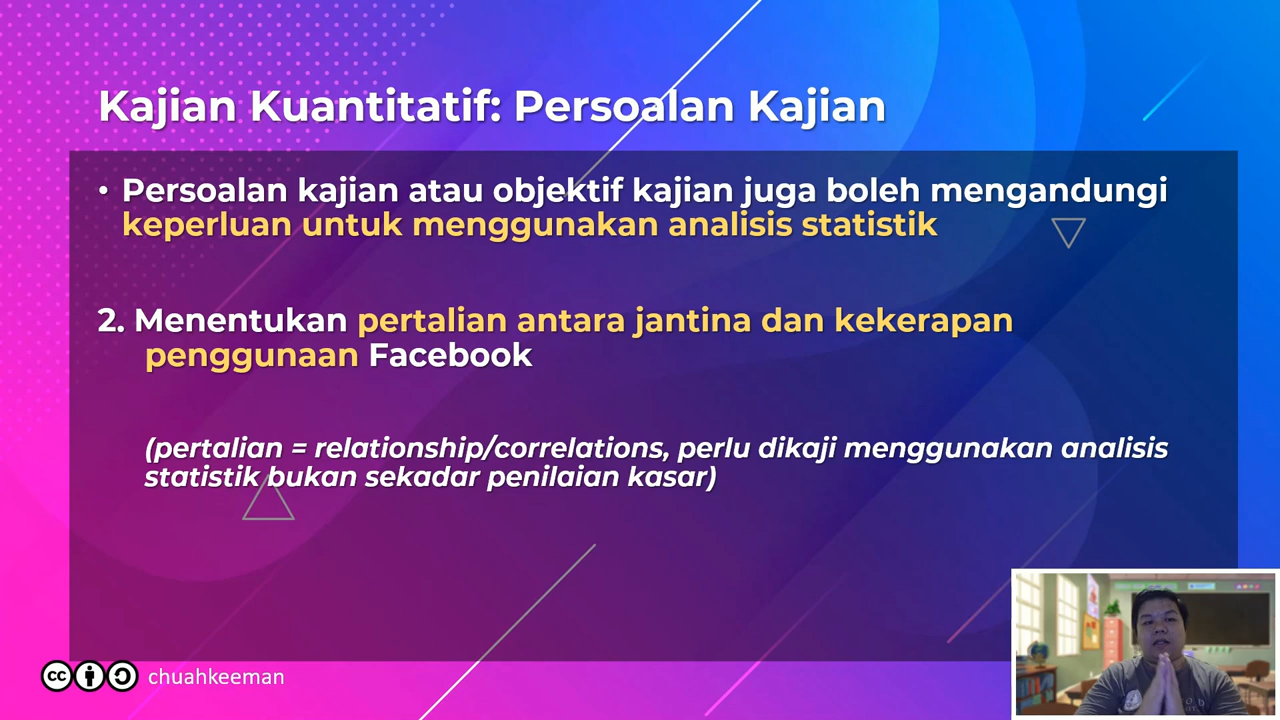 Kajian Kuantitatif: Persoalan Kajian
• Persoalan kajian atau objektif kajian juga boleh mengandungi
keperluan untuk menggunakan analisis statistik
2. Menentukan pertalian antara jantina dan kekerapan
penggunaan Facebook
(pertalian = relationship/correlations, perlu dikaji menggunakan analisis
statistik bukan sekadar penilaian kasar)
cc chuahkeeman